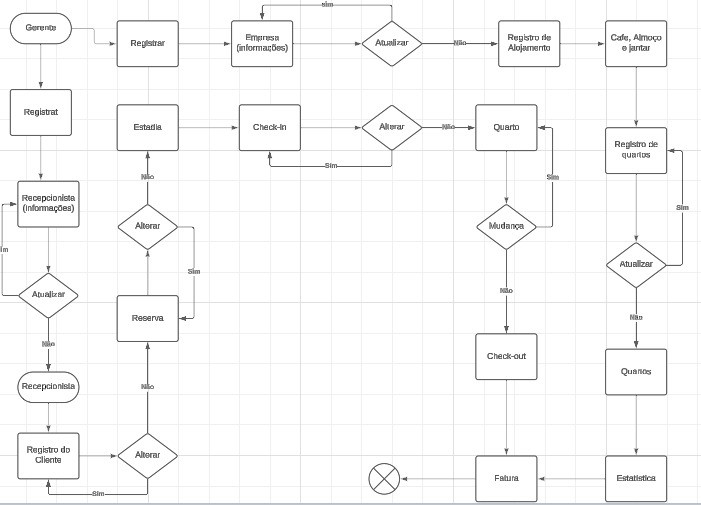 Sim
Gerente
Registrar
Empresa
(informações)
Atualizar
Não
Registro de
Alojamento
Cafe, Almoço
e jantar
Registrat
Estadia
Check-in
Alterar
Não
Quarto
Sim
Registro de
quartos
Sim
Não
Sim
Recepcionista
(informações)
Alterar
Sim
Mudança
Sim
Atualizar
Não
Atualizar
Reserva
Não
Não
Check-out
Quartos
Recepcionista
Não
Registro do
Cliente
Alterar
Sim
Fatura
Estatística